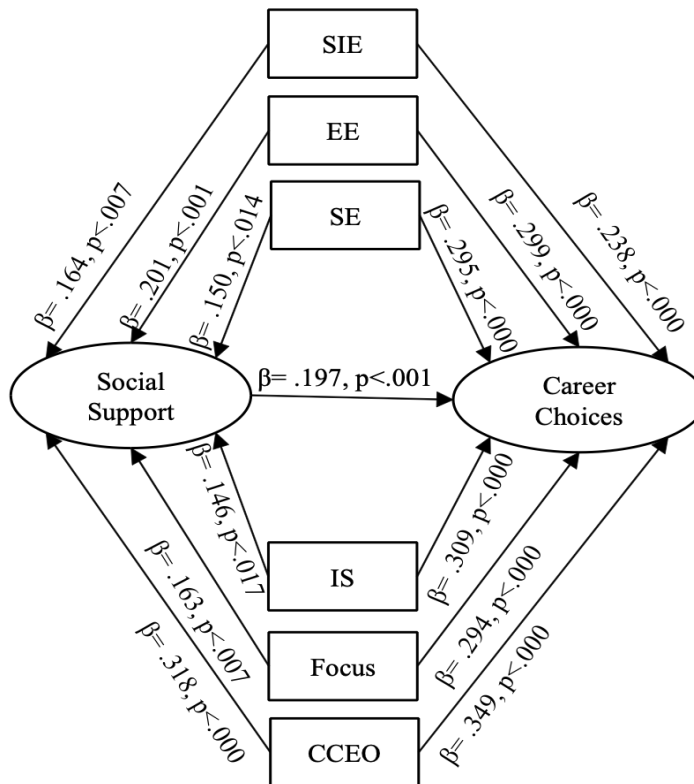 SIE
EE
SE
β= .164, p<.007
β= .201, p<.001
β= .150, p<.014
β= .295, p<.000
β= .299, p<.000
β= .238, p<.000
Social
Support
β= .197, p<.001
Career
Choices
β= .146, p<.017
β= .163, p<.007
β= .318, p<.000
β= .309, p<.000
β= .294, p<.000
β= .349, p<.000
IS
Focus
CCEO